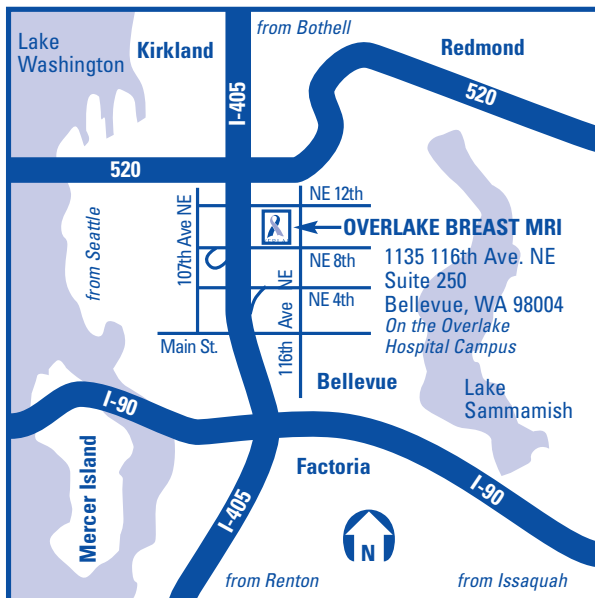 from Bothell
Lake
Washington
Kirkland
Redmond
I-405
520
520
NE 12th
107th Ave NE
from Seattle
OVERLAKE BREAST MRI
NE 8th
1135 116th Ave. NE
Suite 250
Bellevue, WA 98004
On the Overlake
Hospital Campus
NE 4th
116th Ave NE
Main St.
Bellevue
Lake
Sammamish
I-90
Mercer Island
Factoria
I-90
I-405
N
from Renton
from Issaquah